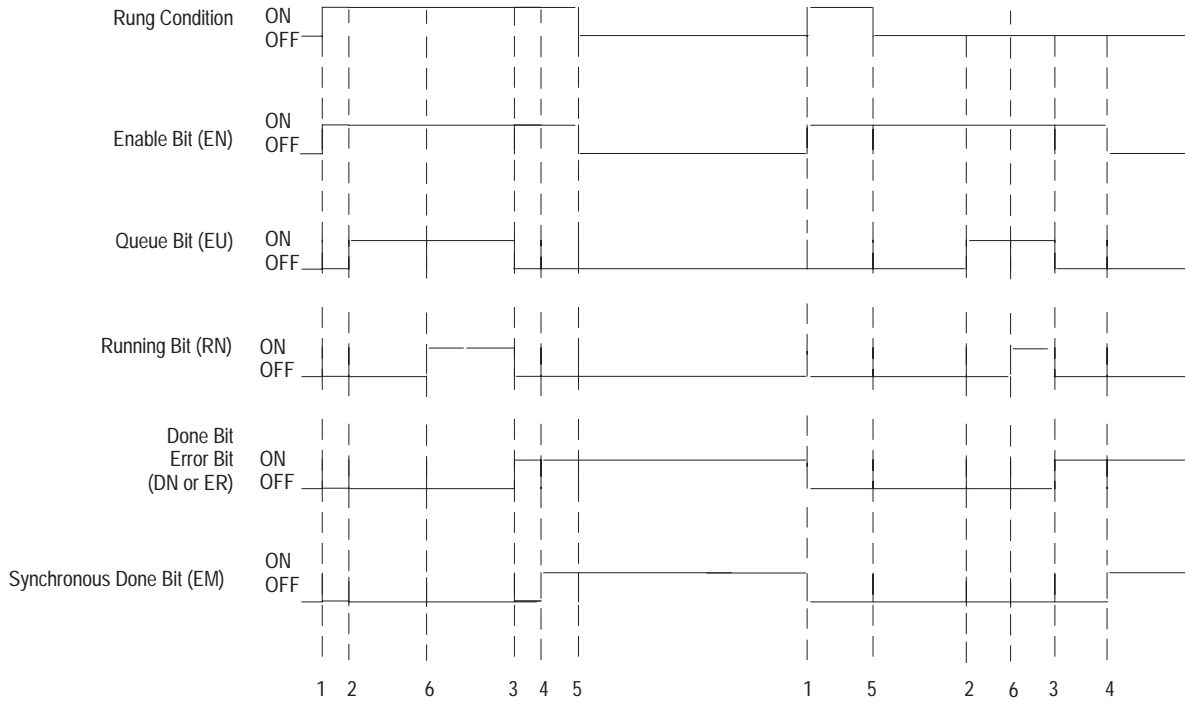 Rung Condition
ON
OFF
Enable Bit (EN)
ON
OFF
Queue Bit (EU)
ON
OFF
Running Bit (RN)
ON
OFF
Done Bit
Error Bit
(DN or ER)
ON
OFF
Synchronous Done Bit (EM)
ON
OFF
1 2 6 3 4 5 1 5 2 6 3 4